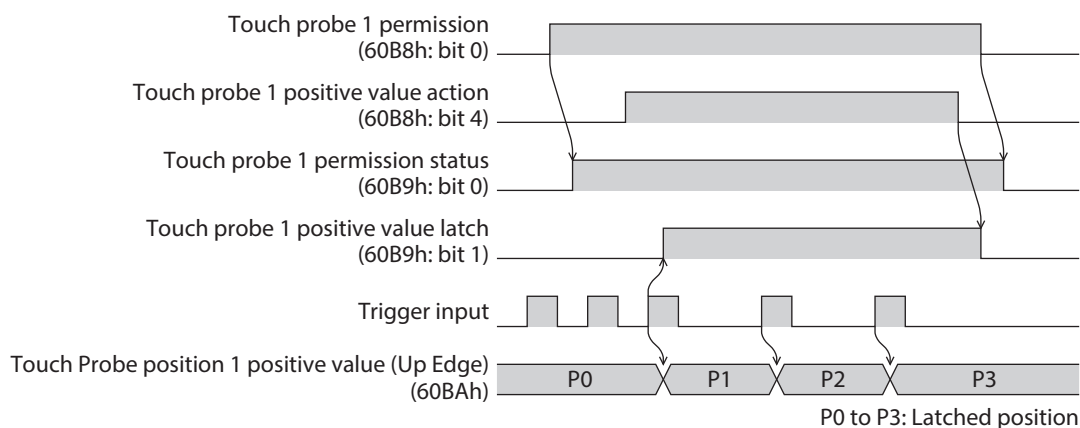 Touch probe 1 permission
(60B8h: bit 0)
Touch probe 1 positive value action
(60B8h: bit 4)
Touch probe 1 permission status
(60B9h: bit 0)
Touch probe 1 positive value latch
(60B9h: bit 1)
Trigger input
Touch Probe position 1 positive value (Up Edge)
(60BAh)
P0 P1 P2 P3
P0 to P3: Latched position